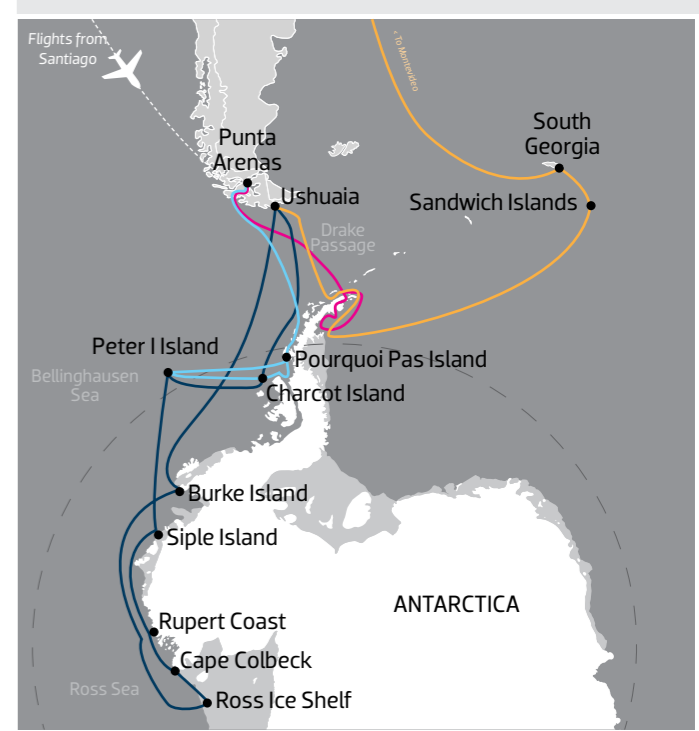 Flights from
Santiago
To Montevideo
Punta
Arenas
Ushuaia
South
Georgia
Sandwich Islands
Drake
Passage
Peter I Island
Pourquoi Pas Island
Bellinghausen
Sea
Charcot Island
Burke Island
Siple Island
ANTARCTICA
Rupert Coast
Cape Colbeck
Ross Sea
Ross Ice Shelf